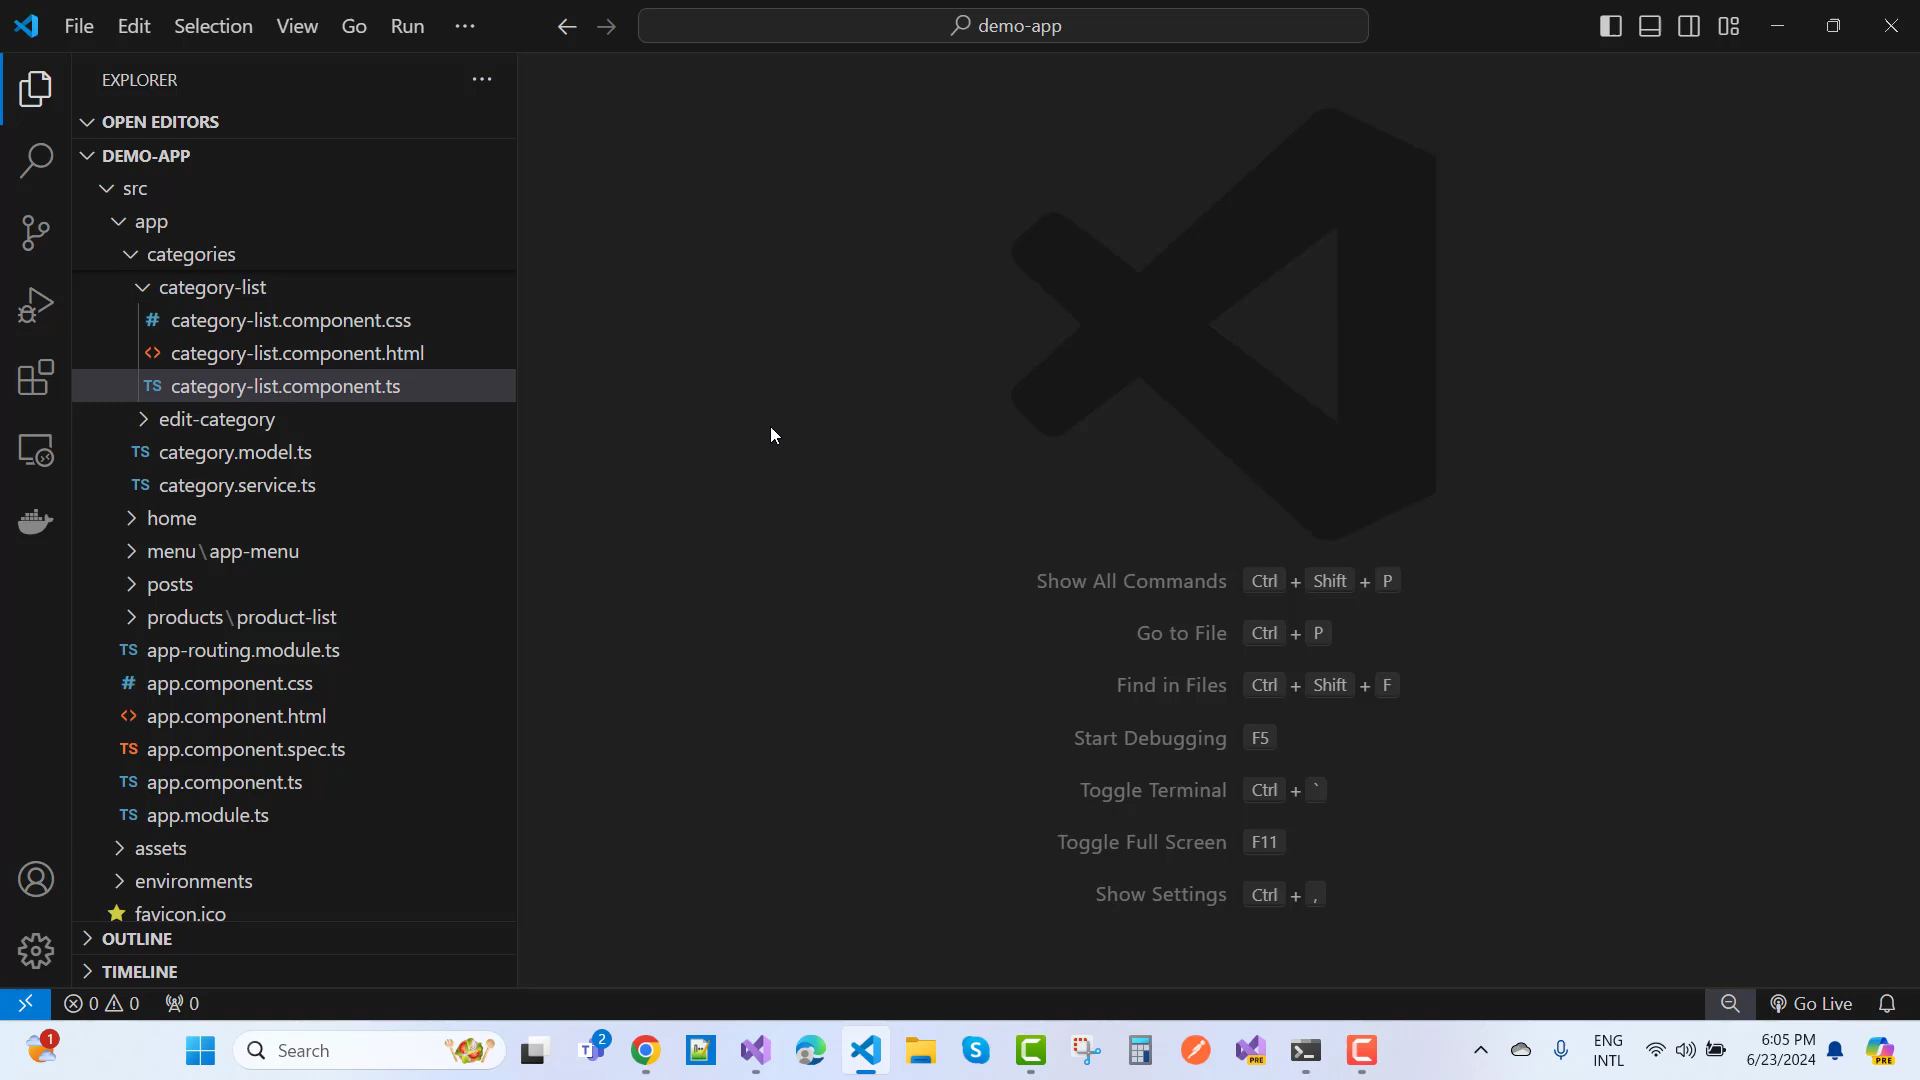 File Edit Selection View Go Run ···
demo-app
EXPLORER ···
OPEN EDITORS
DEMO-APP
src
app
categories
category-list
# category-list.component.css
<> category-list.component.html
TS category-list.component.ts
edit-category
TS category.model.ts
TS category.service.ts
home
menu\app-menu
posts
products\product-list
TS app-routing.module.ts
# app.component.css
<> app.component.html
TS app.component.spec.ts
TS app.component.ts
TS app.module.ts
assets
environments
favicon.ico
OUTLINE
TIMELINE
Show All Commands Ctrl + Shift + P
Go to File Ctrl + P
Find in Files Ctrl + Shift + F
Start Debugging F5
Toggle Terminal Ctrl + `
Toggle Full Screen F11
Show Settings Ctrl + ,
0 0 0
Go Live
1
Search
2
PRE
ENG
INTL
6:05 PM
6/23/2024
PRE